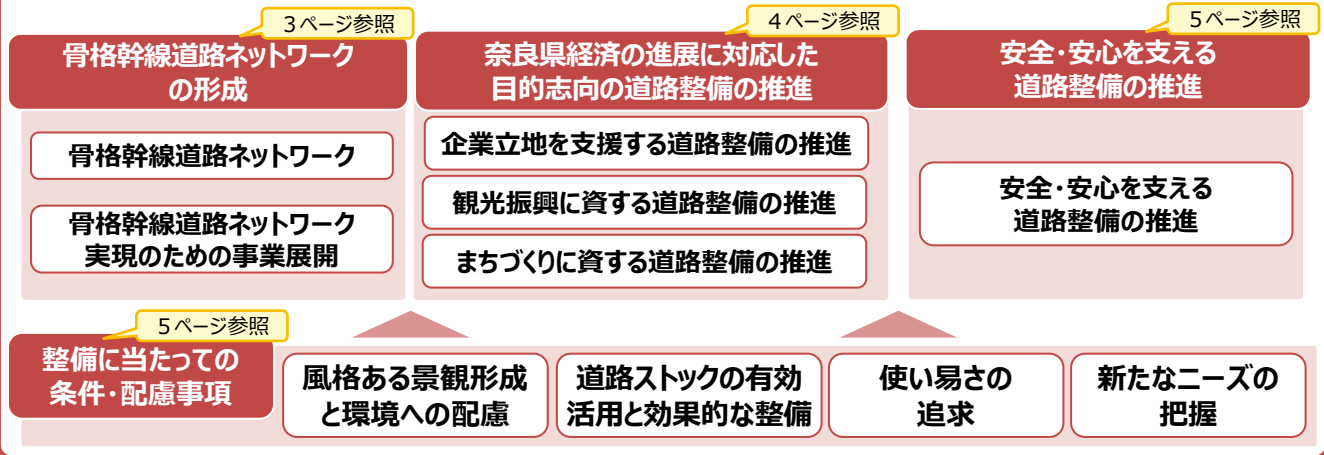 3ページ参照
骨格幹線道路ネットワーク
の形成
骨格幹線道路ネットワーク
骨格幹線道路ネットワーク
実現のための事業展開
4ページ参照
奈良県経済の進展に対応した
目的志向の道路整備の推進
企業立地を支援する道路整備の推進
観光振興に資する道路整備の推進
まちづくりに資する道路整備の推進
5ページ参照
安全・安心を支える
道路整備の推進
安全・安心を支える
道路整備の推進
5ページ参照
整備に当たっての
条件・配慮事項
風格ある景観形成
と環境への配慮
道路ストックの有効
活用と効果的な整備
使い易さの
追求
新たなニーズの
把握